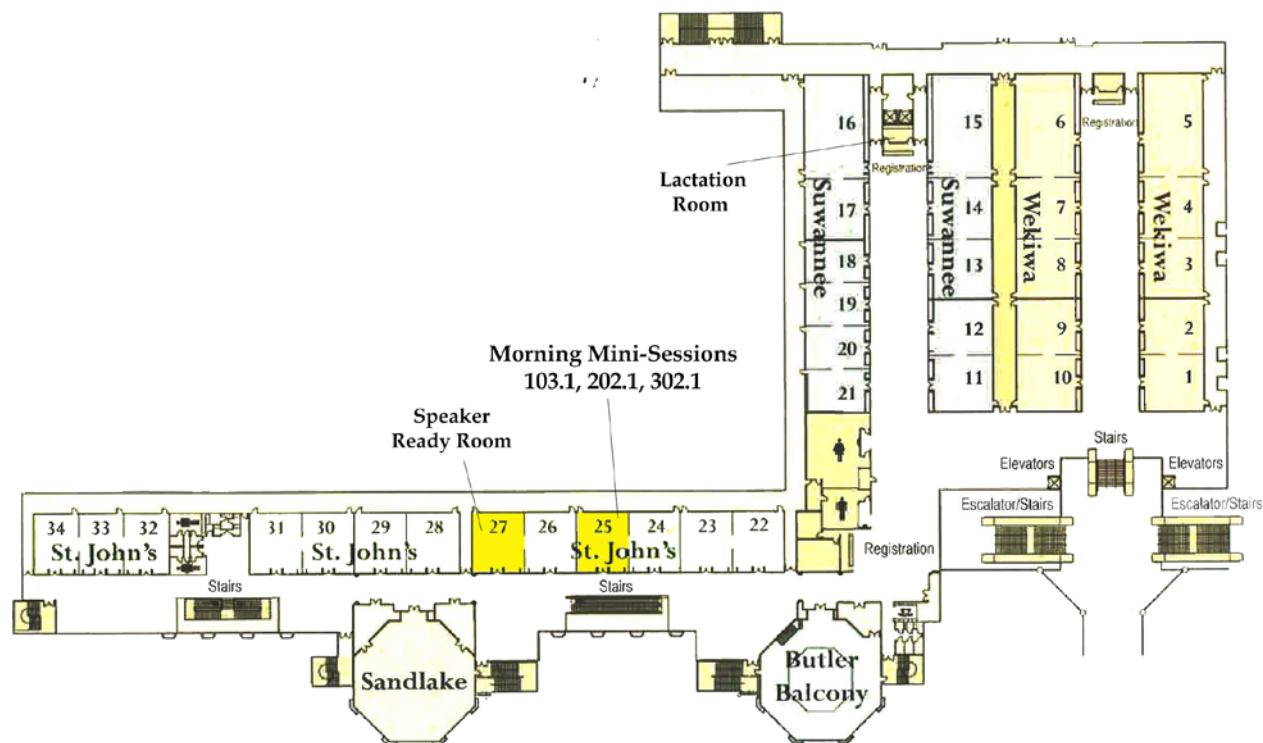 16
15
6
5
Registration
Registration
Lactation
Room
Suwannee
Suwannee
Wekiwa
Wekiwa
17
14
7
4
18
13
8
3
19
20
12
9
2
21
11
10
1
Morning Mini-Sessions
103.1, 202.1, 302.1
Speaker
Ready Room
Stairs
Elevators
Elevators
Escalator/Stairs
Escalator/Stairs
34 33 32
St. John's
31 30 29 28
St. John's
27 26 25 24 23 22
St. John's
Registration
Stairs
Stairs
Sandlake
Butler
Balcony